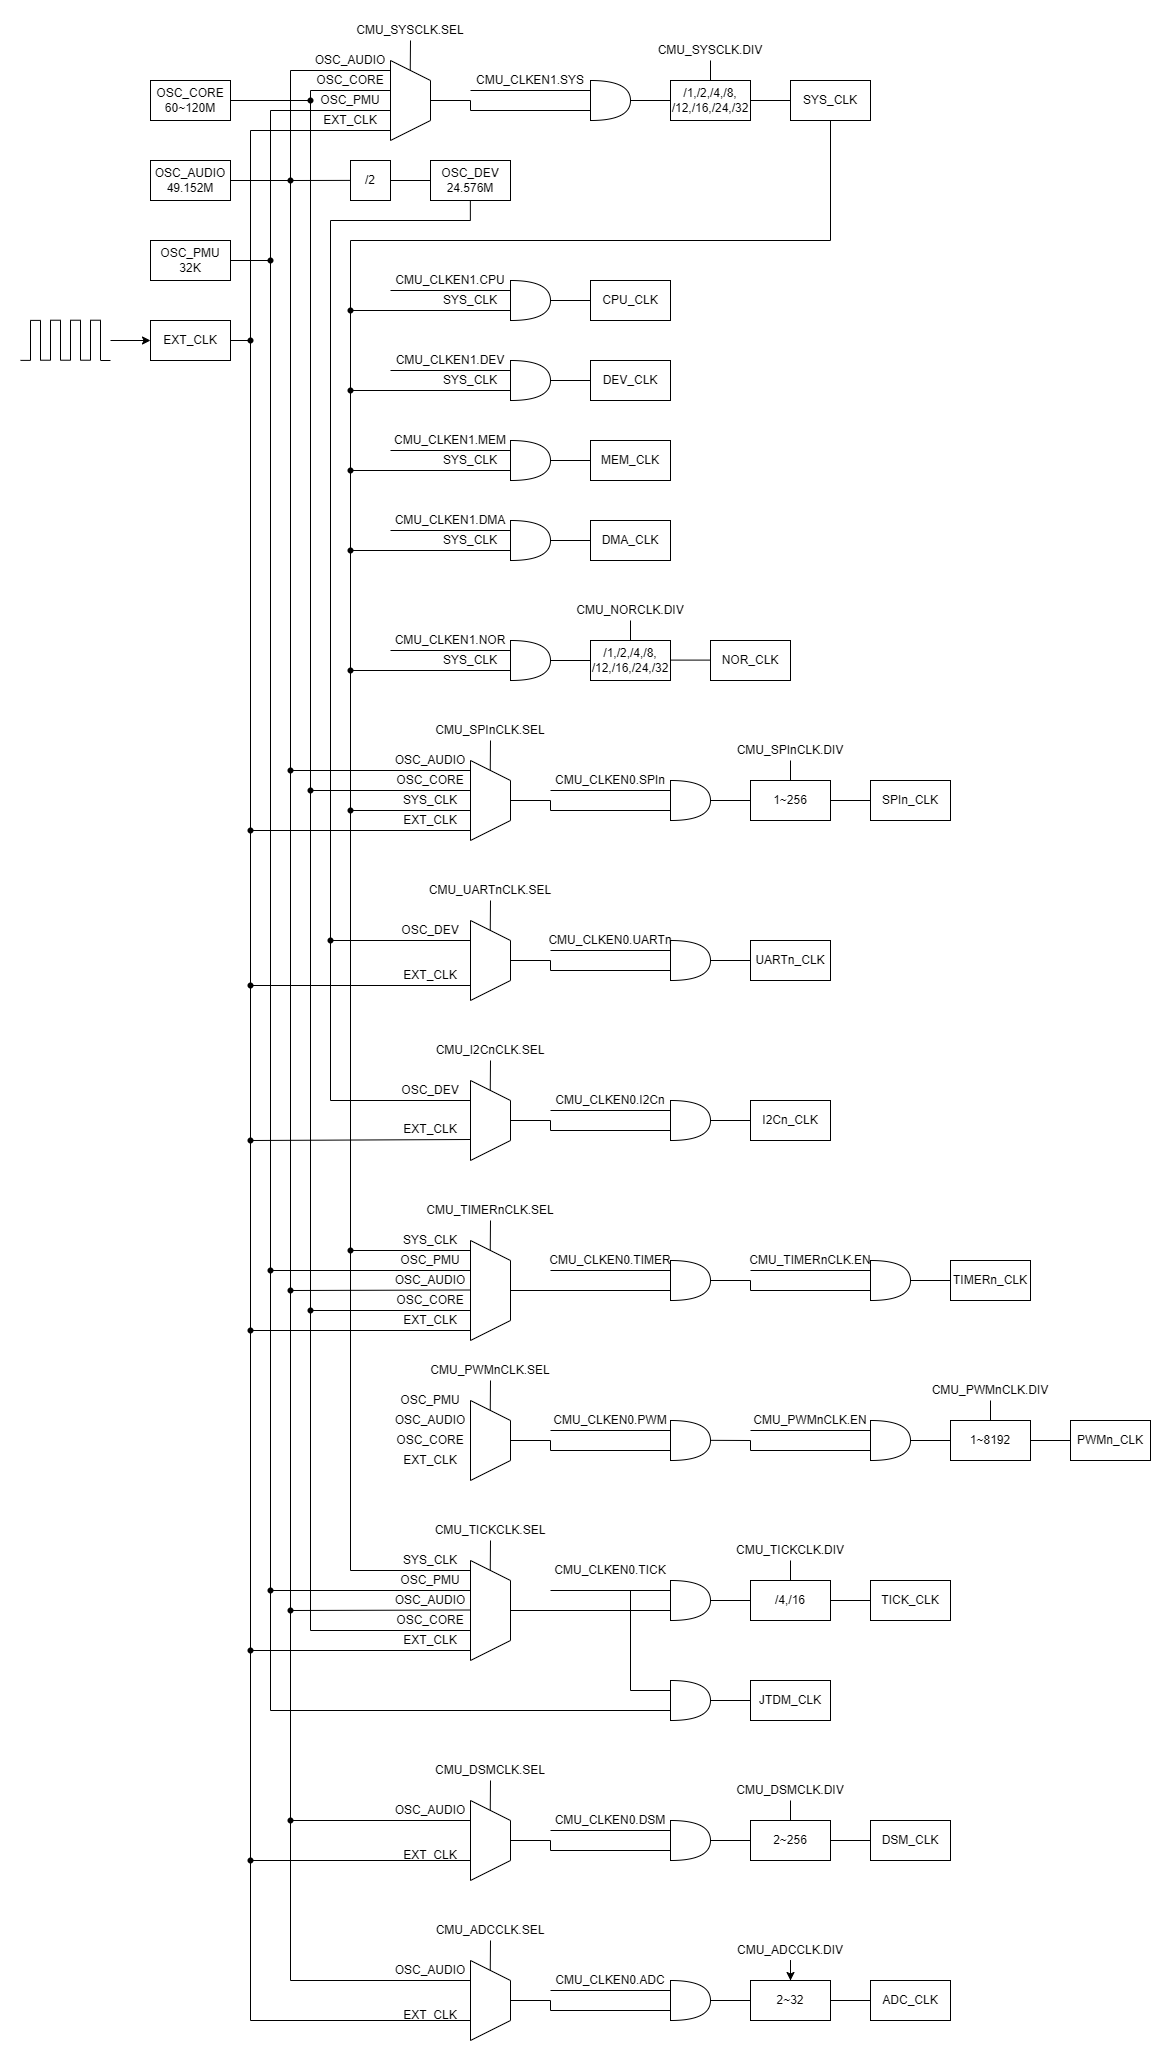 CMU_SYSCLK.SEL
OSC_AUDIO
OSC_CORE
OSC_PMU
EXT_CLK
CMU_CLKEN1.SYS
CMU_SYSCLK.DIV
/1,/2,/4,/8,
/12,/16,/24,/32
SYS_CLK
OSC_CORE
60~120M
OSC_AUDIO
49.152M
/2
OSC_DEV
24.576M
OSC_PMU
32K
EXT_CLK
CMU_CLKEN1.CPU
SYS_CLK
CPU_CLK
CMU_CLKEN1.DEV
SYS_CLK
DEV_CLK
CMU_CLKEN1.MEM
SYS_CLK
MEM_CLK
CMU_CLKEN1.DMA
SYS_CLK
DMA_CLK
CMU_NORCLK.DIV
CMU_CLKEN1.NOR
SYS_CLK
/1,/2,/4,/8,
/12,/16,/24,/32
NOR_CLK
CMU_SPInCLK.SEL
OSC_AUDIO
OSC_CORE
SYS_CLK
EXT_CLK
CMU_CLKEN0.SPIn
CMU_SPInCLK.DIV
1~256
SPIn_CLK
CMU_UARTnCLK.SEL
OSC_DEV
EXT_CLK
CMU_CLKEN0.UARTn
UARTn_CLK
CMU_I2CnCLK.SEL
OSC_DEV
EXT_CLK
CMU_CLKEN0.I2Cn
I2Cn_CLK
CMU_TIMERnCLK.SEL
SYS_CLK
OSC_PMU
OSC_AUDIO
OSC_CORE
EXT_CLK
CMU_CLKEN0.TIMER
CMU_TIMERnCLK.EN
TIMERn_CLK
CMU_PWMnCLK.SEL
OSC_PMU
OSC_AUDIO
OSC_CORE
EXT_CLK
CMU_CLKEN0.PWM
CMU_PWMnCLK.EN
CMU_PWMnCLK.DIV
1~8192
PWMn_CLK
CMU_TICKCLK.SEL
SYS_CLK
OSC_PMU
OSC_AUDIO
OSC_CORE
EXT_CLK
CMU_CLKEN0.TICK
CMU_TICKCLK.DIV
/4,/16
TICK_CLK
JTDM_CLK
CMU_DSMCLK.SEL
OSC_AUDIO
EXT_CLK
CMU_CLKEN0.DSM
CMU_DSMCLK.DIV
2~256
DSM_CLK
CMU_ADCCLK.SEL
OSC_AUDIO
EXT_CLK
CMU_CLKEN0.ADC
CMU_ADCCLK.DIV
2~32
ADC_CLK